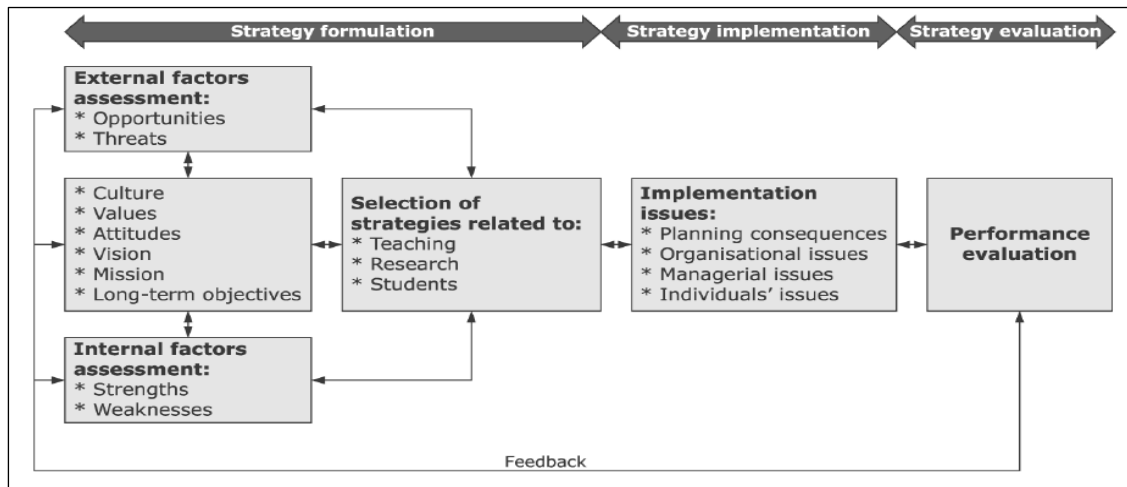 Strategy formulation
Strategy implementation
Strategy evaluation
External factors
assessment:
* Opportunities
* Threats
* Culture
* Values
* Attitudes
* Vision
* Mission
* Long-term objectives
Internal factors
assessment:
* Strengths
* Weaknesses
Selection of
strategies related to:
* Teaching
* Research
* Students
Implementation
issues:
* Planning consequences
* Organisational issues
* Managerial issues
* Individuals' issues
Performance
evaluation
Feedback